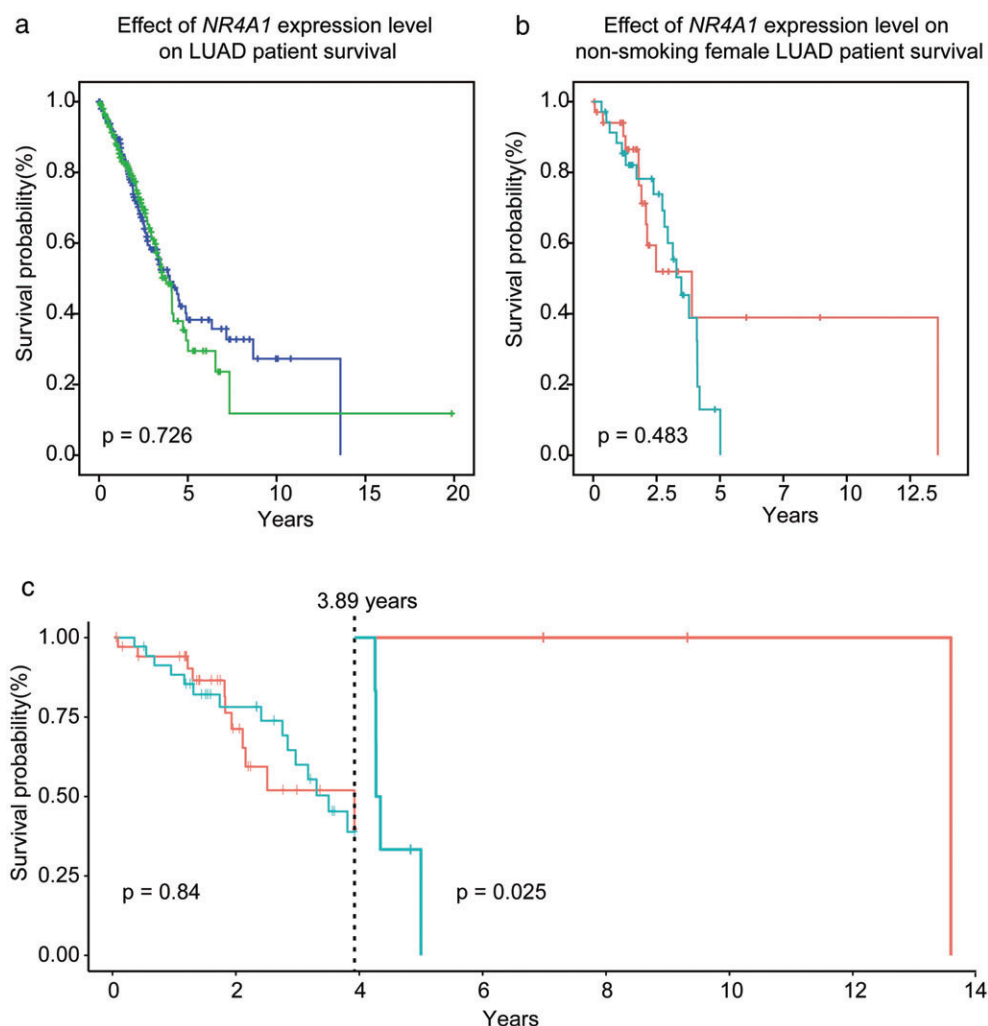 a
Effect of NR4A1 expression level
on LUAD patient survival
1.0
0.8
0.6
0.4
0.2
0.0
Survival probability(%)
p = 0.726
0 5 10 15 20
Years
b
Effect of NR4A1 expression level on
non-smoking female LUAD patient survival
1.0
0.8
0.6
0.4
0.2
0.0
Survival probability(%)
p = 0.483
0 2.5 5 7.5 10 12.5
Years
c
3.89 years
1.00
0.75
0.50
0.25
0.00
Survival probability(%)
p = 0.84
p = 0.025
0 2 4 6 8 10 12 14
Years